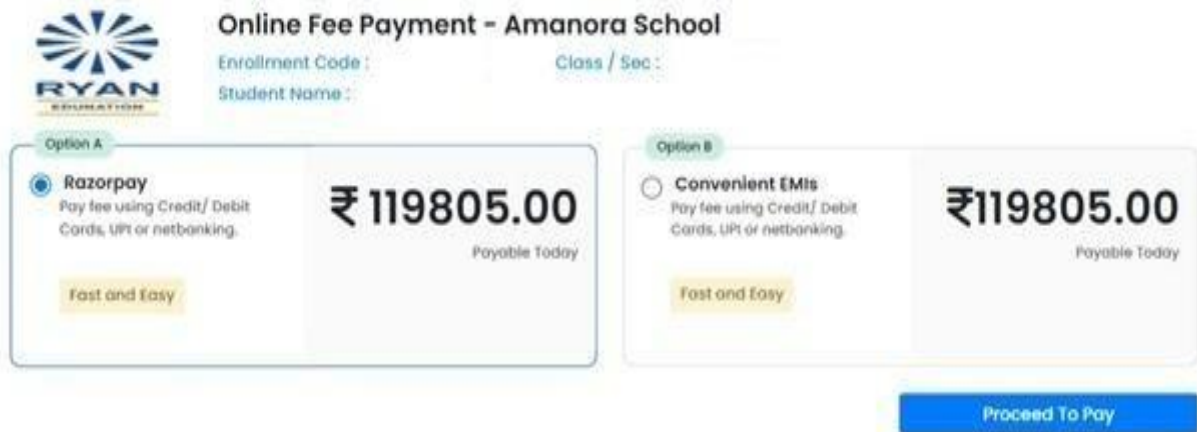 RYAN
EDUNATION
Online Fee Payment - Amanora School
Enrollment Code :
Class / Sec :
Student Name :
Option A
Razorpay
Pay fee using Credit/ Debit
Cards, UPI or netbanking.
Fast and Easy
₹ 119805.00
Payable Today
Option B
Convenient EMIs
Pay fee using Credit/ Debit
Cards, UPI or netbanking.
Fast and Easy
₹119805.00
Payable Today
Proceed To Pay